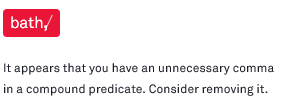 bath,
It appears that you have an unnecessary comma
in a compound predicate. Consider removing it.